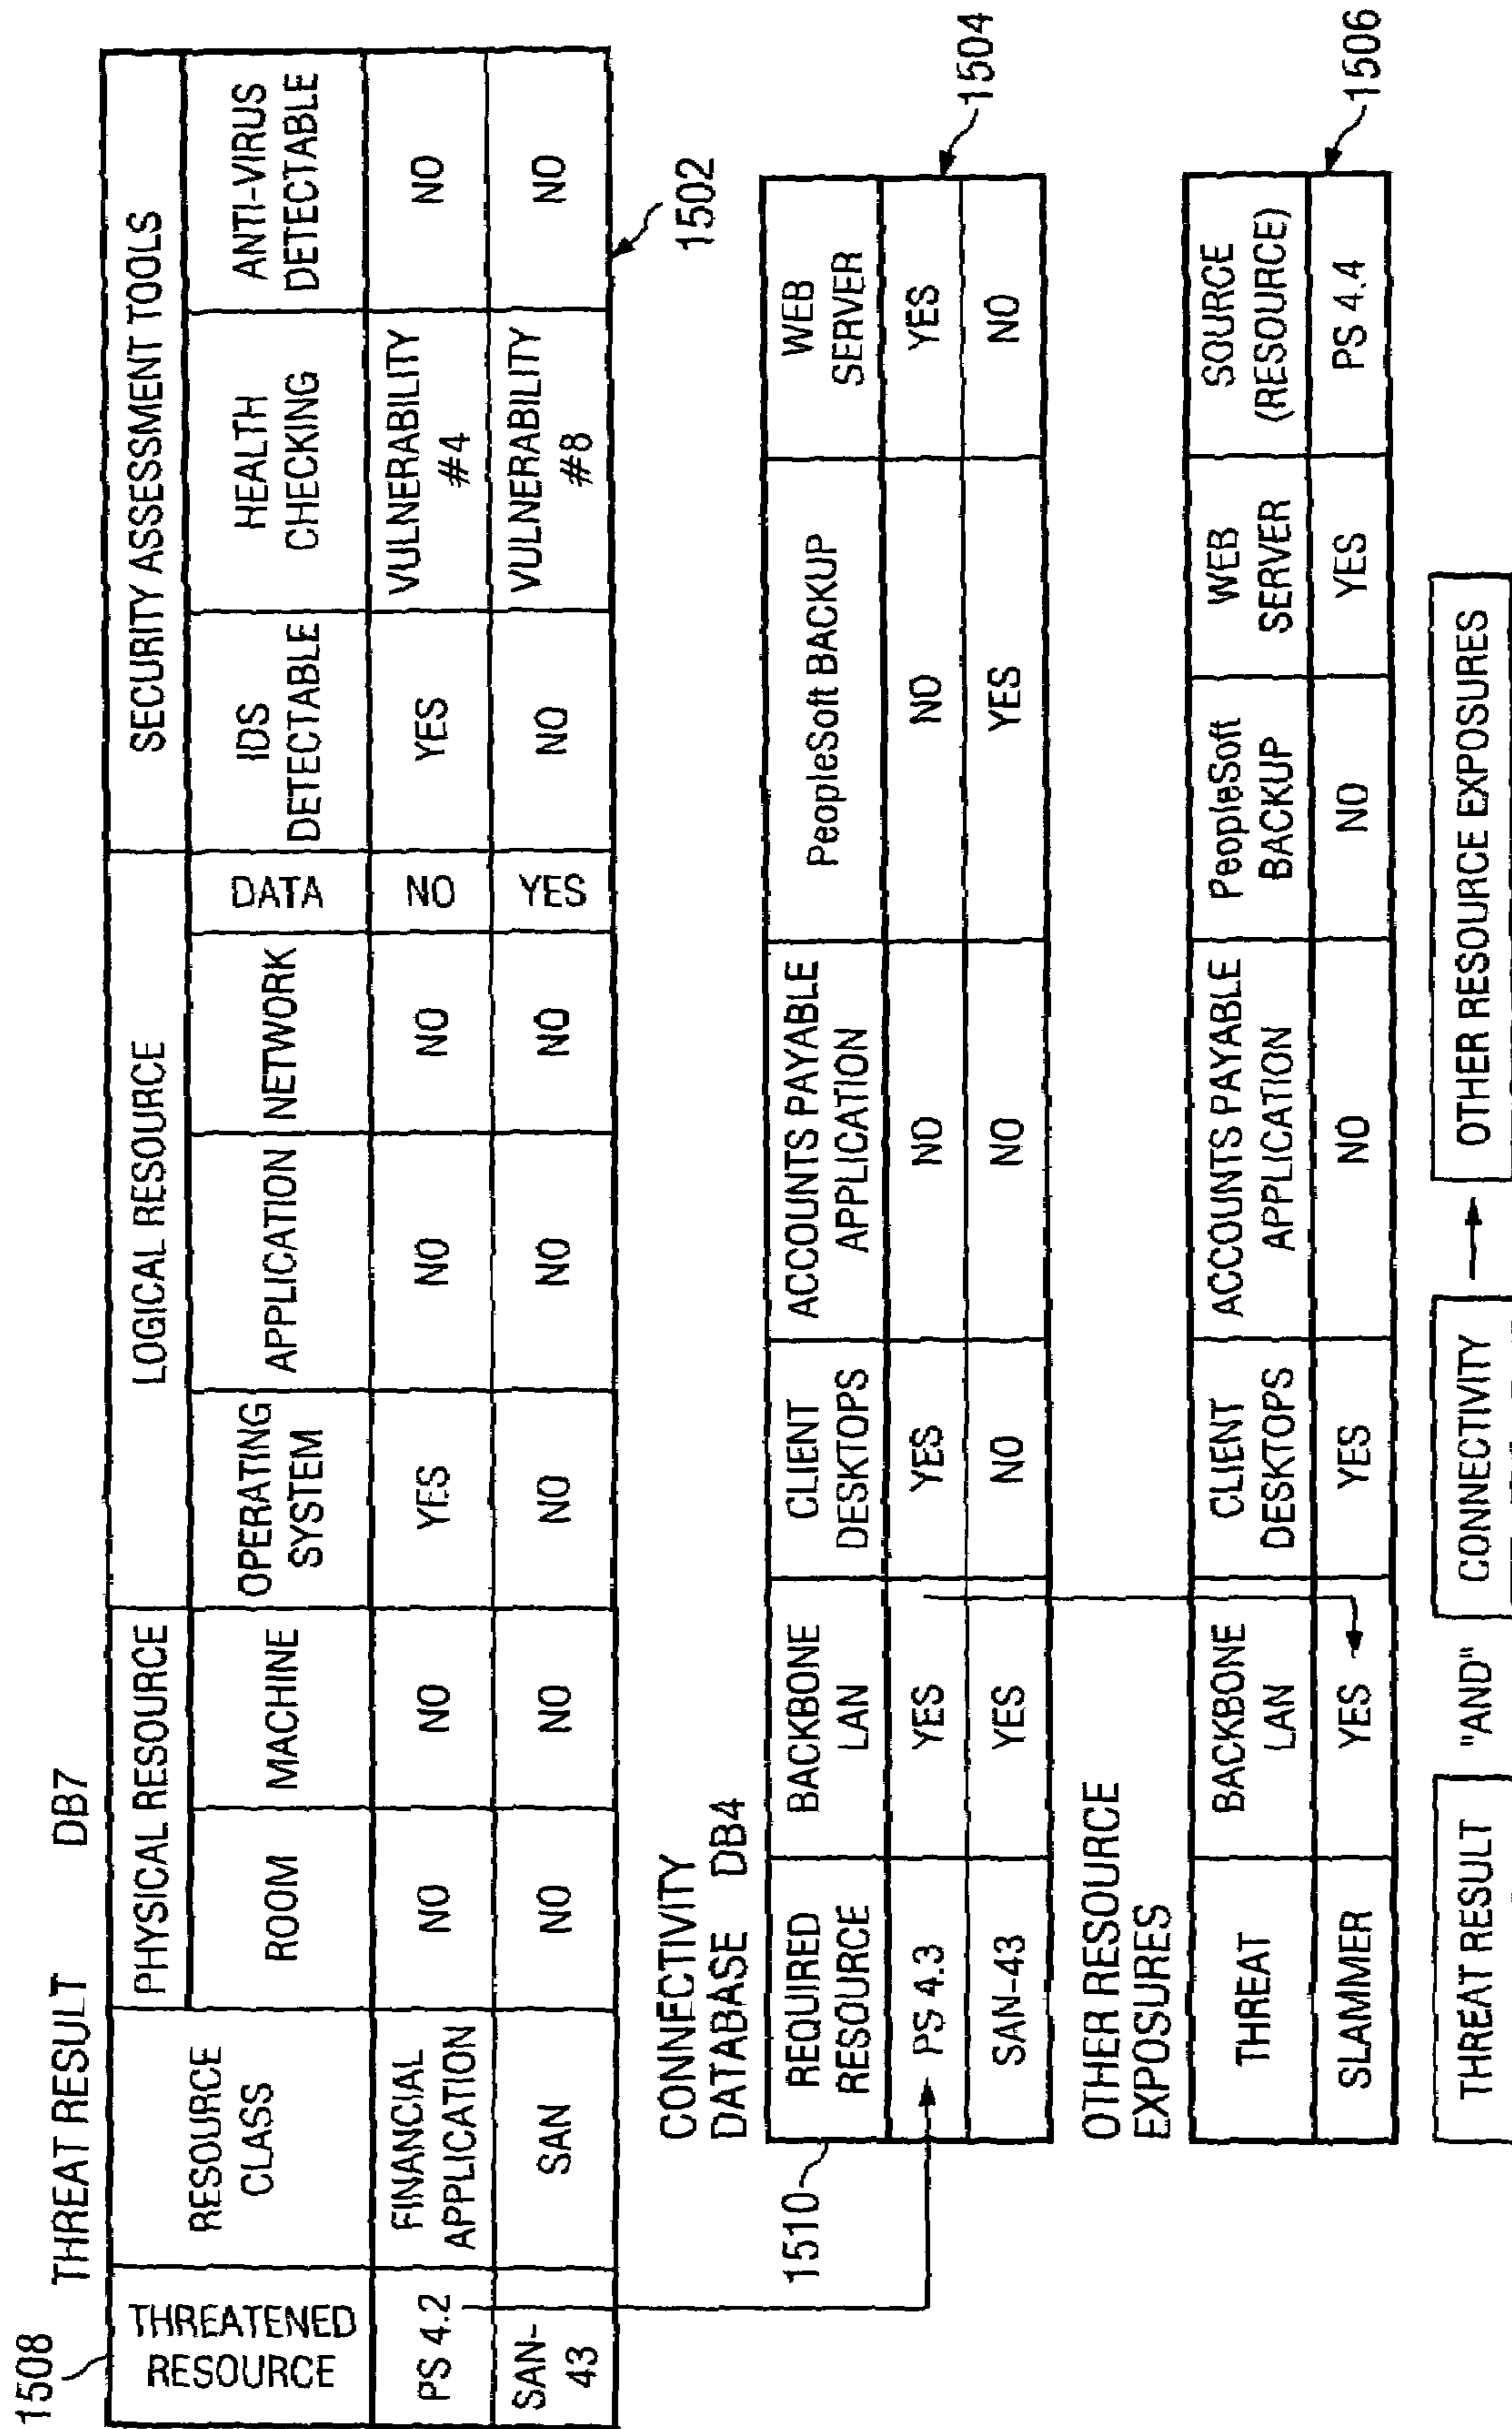 1508
THREAT RESULT DB7
THREATENED RESOURCE
RESOURCE CLASS
PHYSICAL RESOURCE
LOGICAL RESOURCE
SECURITY ASSESSMENT TOOLS
ROOM
MACHINE
OPERATING SYSTEM
APPLICATION
NETWORK
DATA
IDS DETECTABLE
HEALTH CHECKING
ANTI-VIRUS DETECTABLE
PS 4.2
FINANCIAL APPLICATION
NO
NO
YES
NO
NO
NO
YES
VULNERABILITY #4
NO
SAN-43
SAN
NO
NO
NO
NO
NO
YES
NO
VULNERABILITY #8
NO
1502
CONNECTIVITY
DATABASE DB4
1510
REQUIRED RESOURCE
BACKBONE LAN
CLIENT DESKTOPS
ACCOUNTS PAYABLE APPLICATION
PeopleSoft BACKUP
WEB SERVER
PS 4.3
YES
YES
NO
NO
YES
1504
SAN-43
YES
NO
NO
YES
NO
OTHER RESOURCE
EXPOSURES
THREAT
BACKBONE LAN
CLIENT DESKTOPS
ACCOUNTS PAYABLE APPLICATION
PeopleSoft BACKUP
WEB SERVER
SOURCE (RESOURCE)
SLAMMER
YES
YES
NO
NO
YES
PS 4.4
1506
THREAT RESULT "AND" CONNECTIVITY → OTHER RESOURCE EXPOSURES